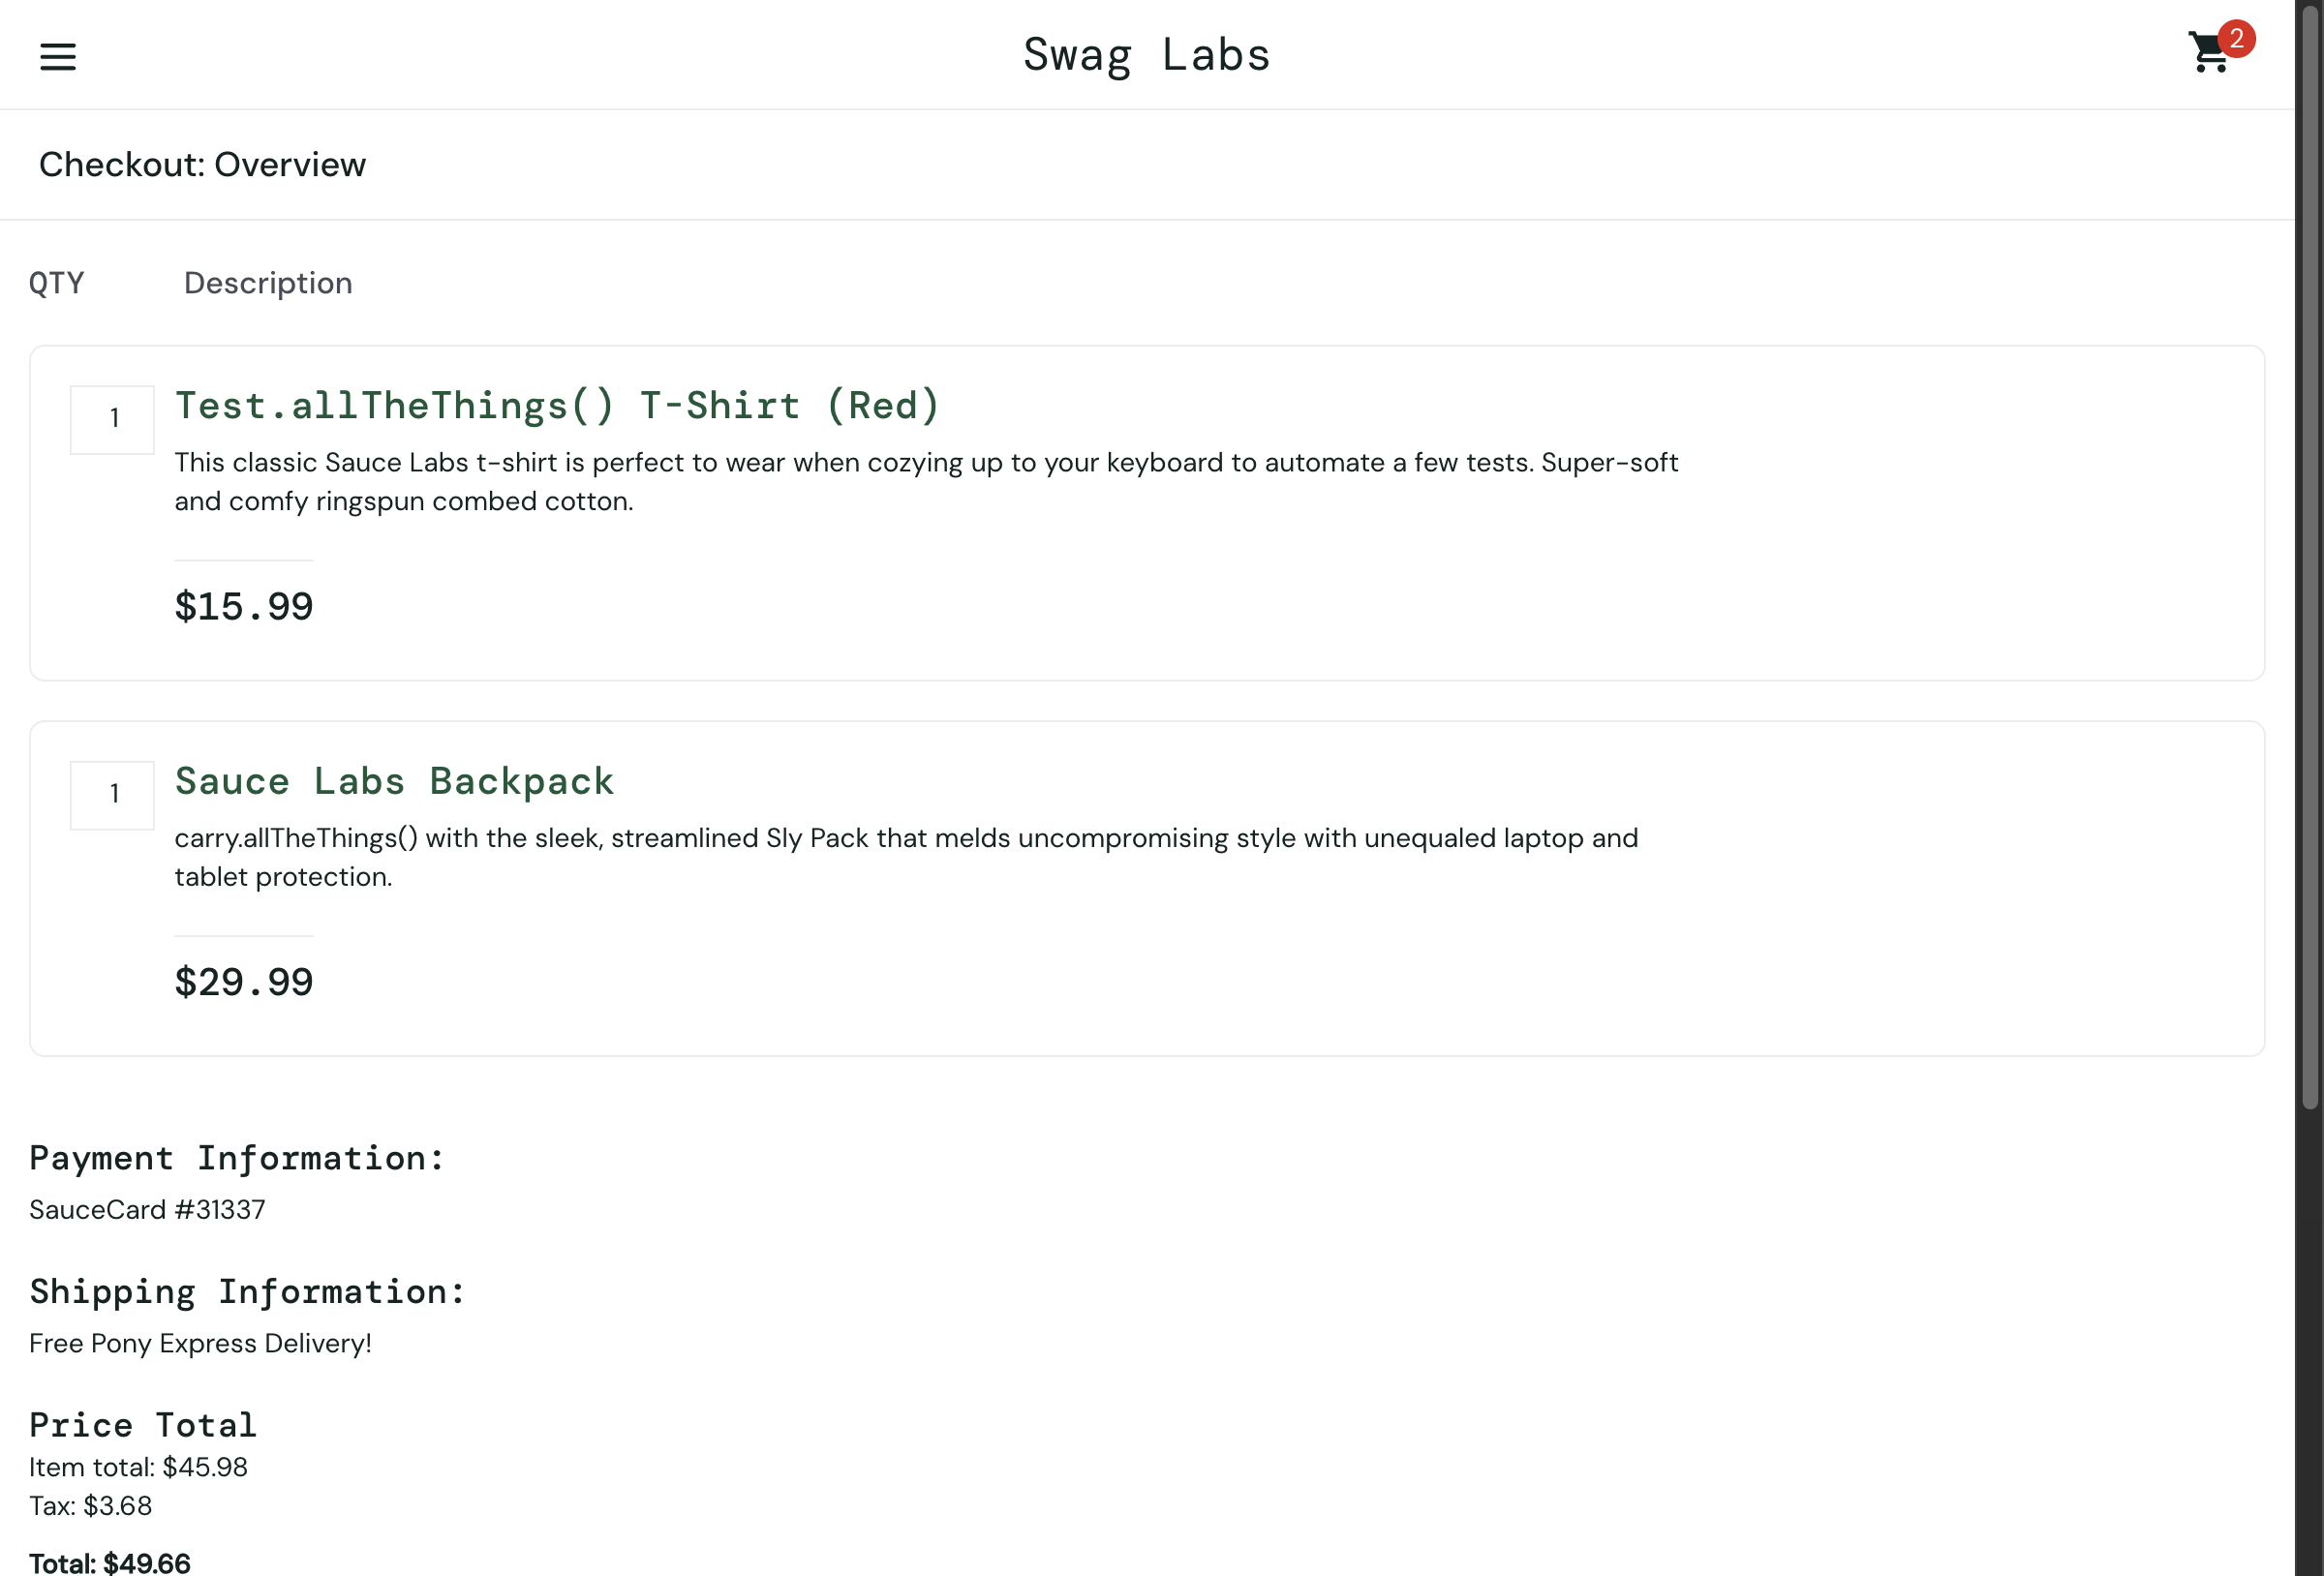 Swag Labs
2
Checkout: Overview
QTY Description
1
Test.allTheThings() T-Shirt (Red)
This classic Sauce Labs t-shirt is perfect to wear when cozying up to your keyboard to automate a few tests. Super-soft
and comfy ringspun combed cotton.
$15.99
1
Sauce Labs Backpack
carry.allTheThings() with the sleek, streamlined Sly Pack that melds uncompromising style with unequaled laptop and
tablet protection.
$29.99
Payment Information:
SauceCard #31337
Shipping Information:
Free Pony Express Delivery!
Price Total
Item total: $45.98
Tax: $3.68
Total: $49.66